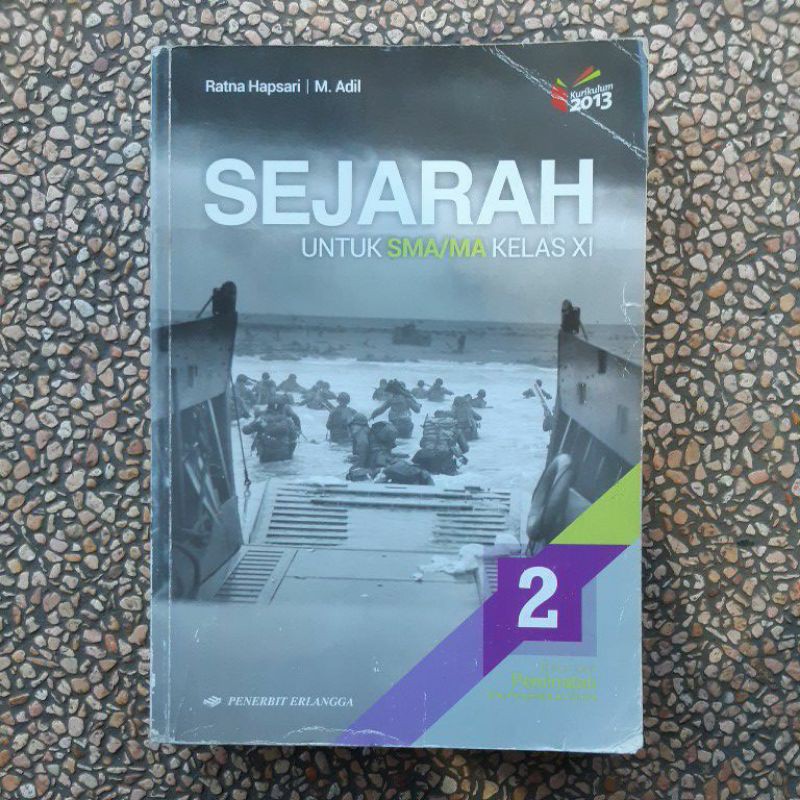 Ratna Hapsari | M. Adil
Kurikulum
2013
SEJARAH
UNTUK SMA/MA KELAS XI
2
Peminatan
PENERBIT ERLANGGA